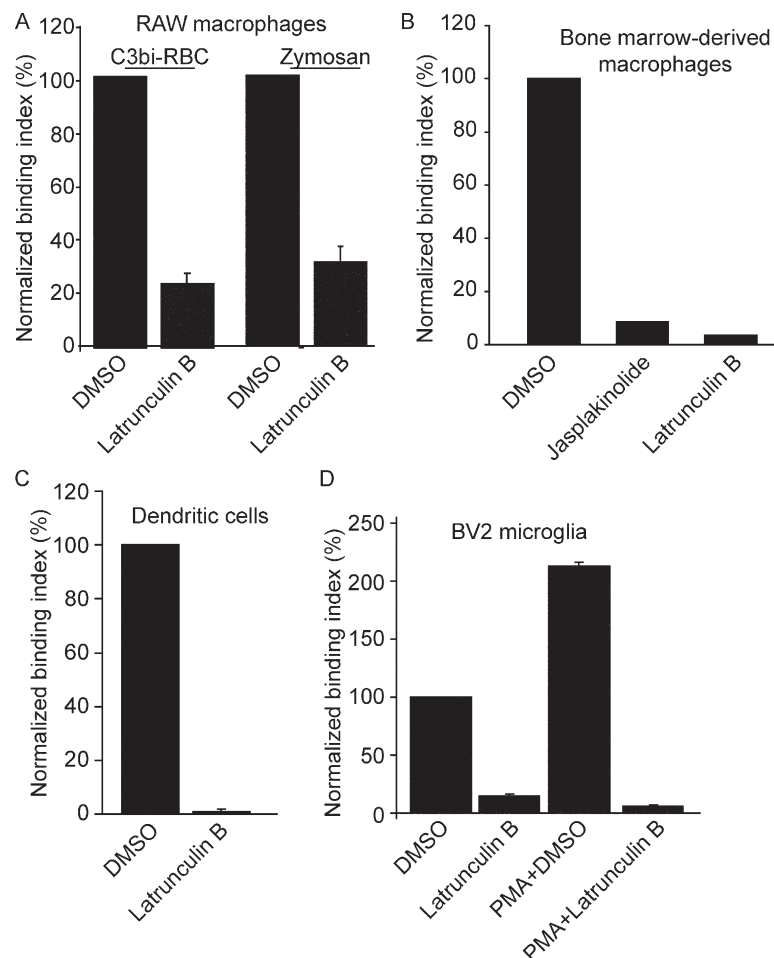 A
RAW macrophages
C3bi-RBC
Zymosan
Normalized binding index (%)
120
100
80
60
40
20
0
DMSO
Latrunculin B
DMSO
Latrunculin B
B
Bone marrow-derived
macrophages
Normalized binding index (%)
120
100
80
60
40
20
0
DMSO
Jasplakinolide
Latrunculin B
C
Dendritic cells
Normalized binding index (%)
120
100
80
60
40
20
0
DMSO
Latrunculin B
D
BV2 microglia
Normalized binding index (%)
250
200
150
100
50
0
DMSO
Latrunculin B
PMA+DMSO
PMA+Latrunculin B